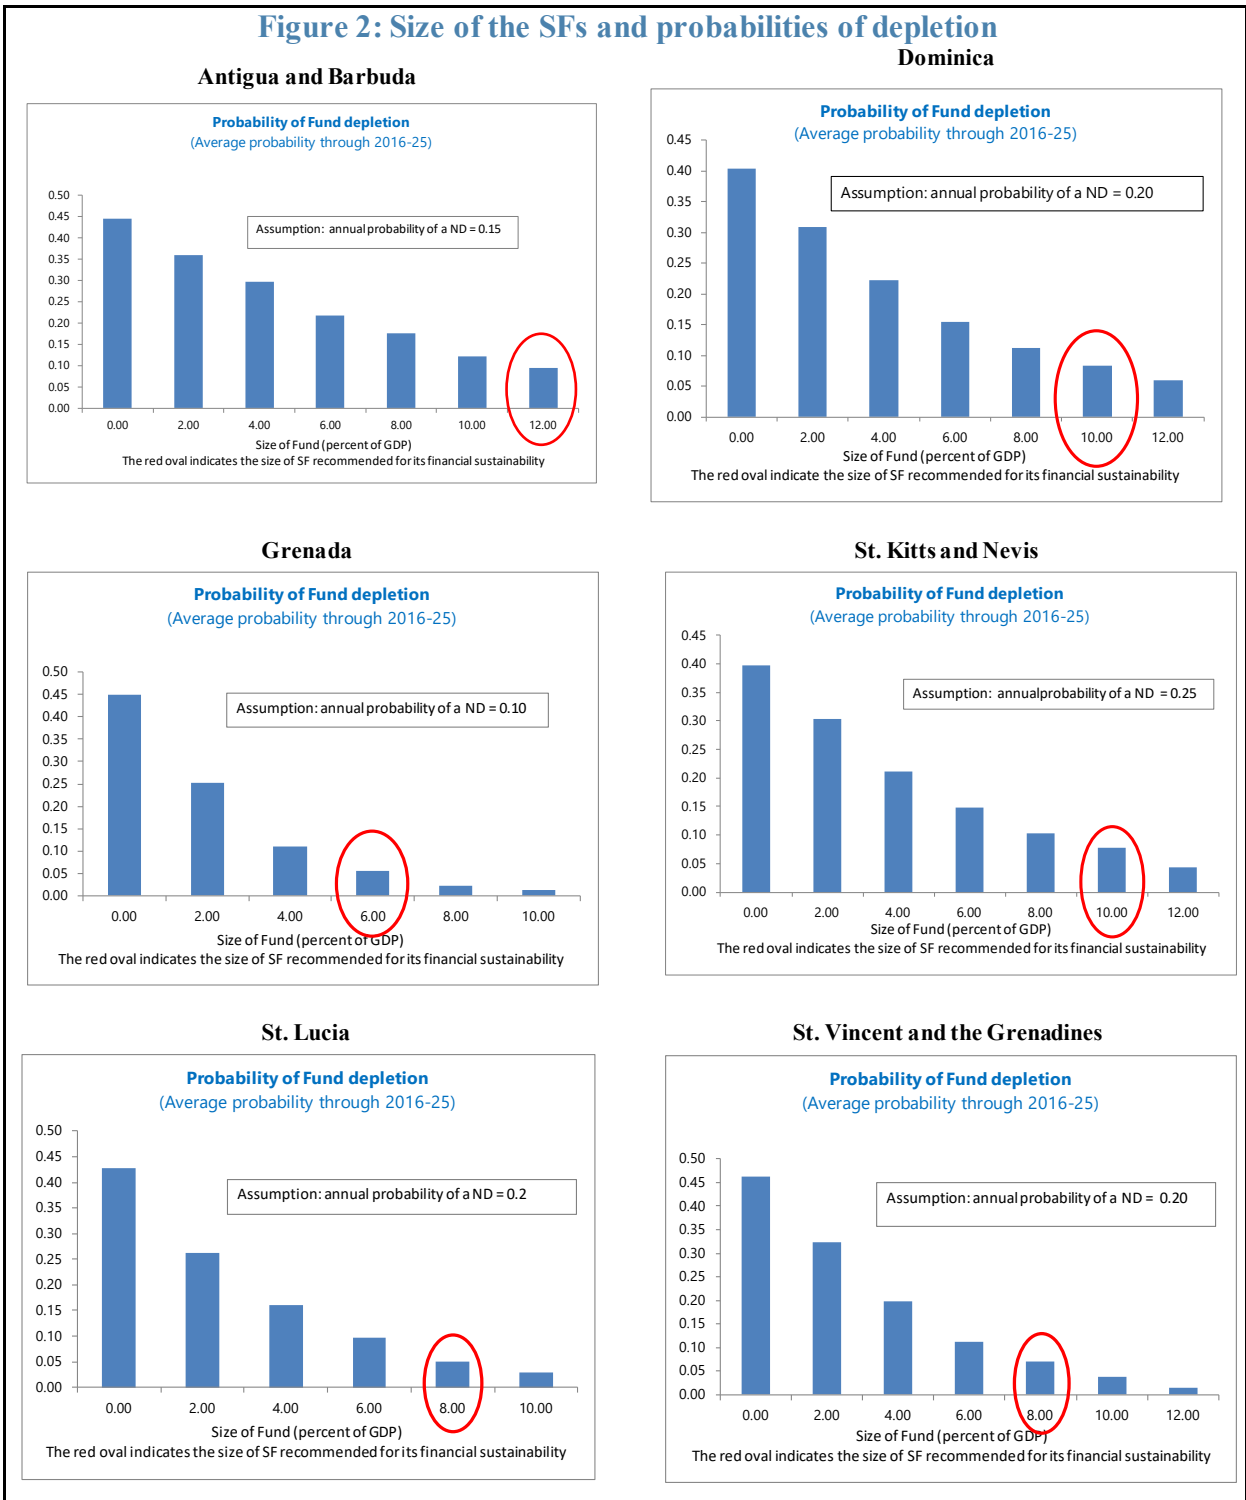 Figure 2: Size of the SFs and probabilities of depletion
Antigua and Barbuda
Probability of Fund depletion
(Average probability through 2016-25)
0.50
0.45
0.40
0.35
0.30
0.25
0.20
0.15
0.10
0.05
0.00
Assumption: annual probability of a ND = 0.15
0.00 2.00 4.00 6.00 8.00 10.00 12.00
Size of Fund (percent of GDP)
The red oval indicates the size of SF recommended for its financial sustainability
Dominica
Probability of Fund depletion
(Average probability through 2016-25)
0.45
0.40
0.35
0.30
0.25
0.20
0.15
0.10
0.05
0.00
Assumption: annual probability of a ND = 0.20
0.00 2.00 4.00 6.00 8.00 10.00 12.00
Size of Fund (percent of GDP)
The red oval indicate the size of SF recommended for its financial sustainability
Grenada
Probability of Fund depletion
(Average probability through 2016-25)
0.50
0.45
0.40
0.35
0.30
0.25
0.20
0.15
0.10
0.05
0.00
Assumption: annual probability of a ND = 0.10
0.00 2.00 4.00 6.00 8.00 10.00
Size of Fund (percent of GDP)
The red oval indicates the size of SF recommended for its financial sustainability
St. Kitts and Nevis
Probability of Fund depletion
(Average probability through 2016-25)
0.45
0.40
0.35
0.30
0.25
0.20
0.15
0.10
0.05
0.00
Assumption: annualprobability of a ND = 0.25
0.00 2.00 4.00 6.00 8.00 10.00 12.00
Size of Fund (percent of GDP)
The red oval indicates the size of SF recommended for its financial sustainability
St. Lucia
Probability of Fund depletion
(Average probability through 2016-25)
0.50
0.45
0.40
0.35
0.30
0.25
0.20
0.15
0.10
0.05
0.00
Assumption: annual probability of a ND = 0.2
0.00 2.00 4.00 6.00 8.00 10.00
Size of Fund (percent of GDP)
The red oval indicates the size of SF recommended for its financial sustainability
St. Vincent and the Grenadines
Probability of Fund depletion
(Average probability through 2016-25)
0.50
0.45
0.40
0.35
0.30
0.25
0.20
0.15
0.10
0.05
0.00
Assumption: annual probability of a ND = 0.20
0.00 2.00 4.00 6.00 8.00 10.00 12.00
Size of Fund (percent of GDP)
The red oval indicates the size of SF recommended for its financial sustainability